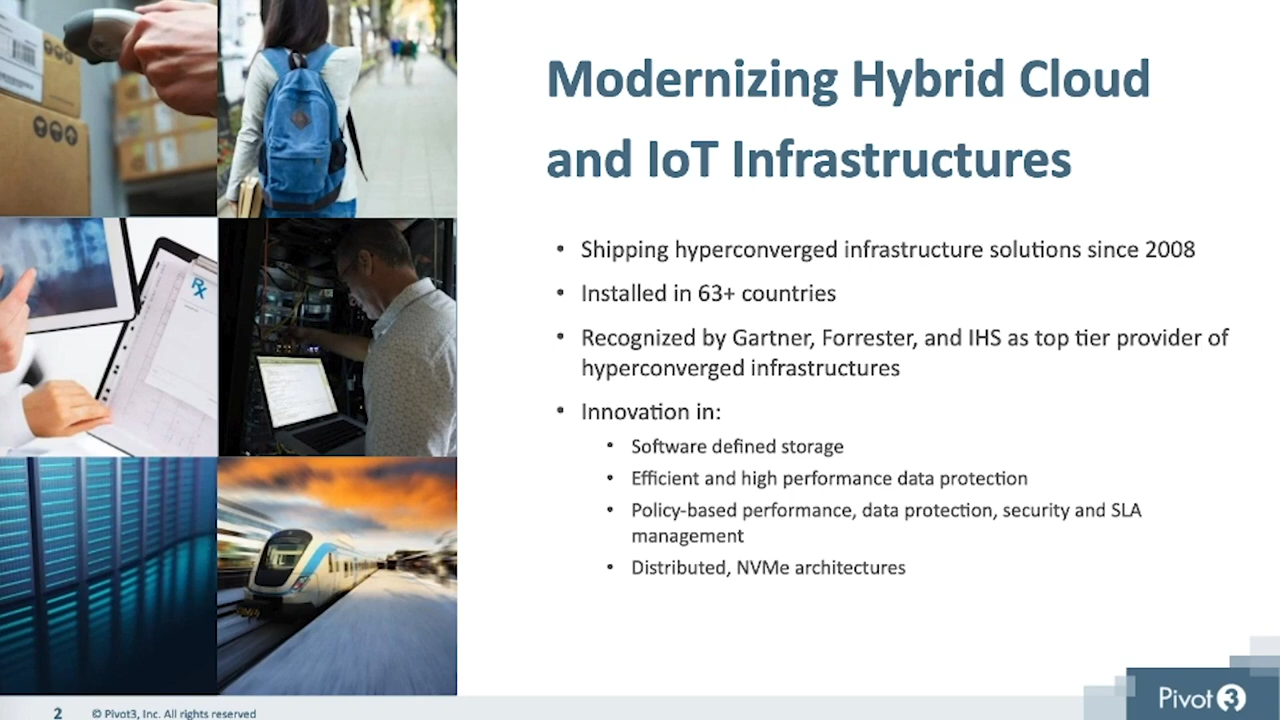 Modernizing Hybrid Cloud
and IoT Infrastructures
• Shipping hyperconverged infrastructure solutions since 2008
• Installed in 63+ countries
• Recognized by Gartner, Forrester, and IHS as top tier provider of
hyperconverged infrastructures
• Innovation in:
• Software defined storage
• Efficient and high performance data protection
• Policy-based performance, data protection, security and SLA
management
• Distributed, NVMe architectures
Rx
2 © Pivot3, Inc. All rights reserved
Pivot3